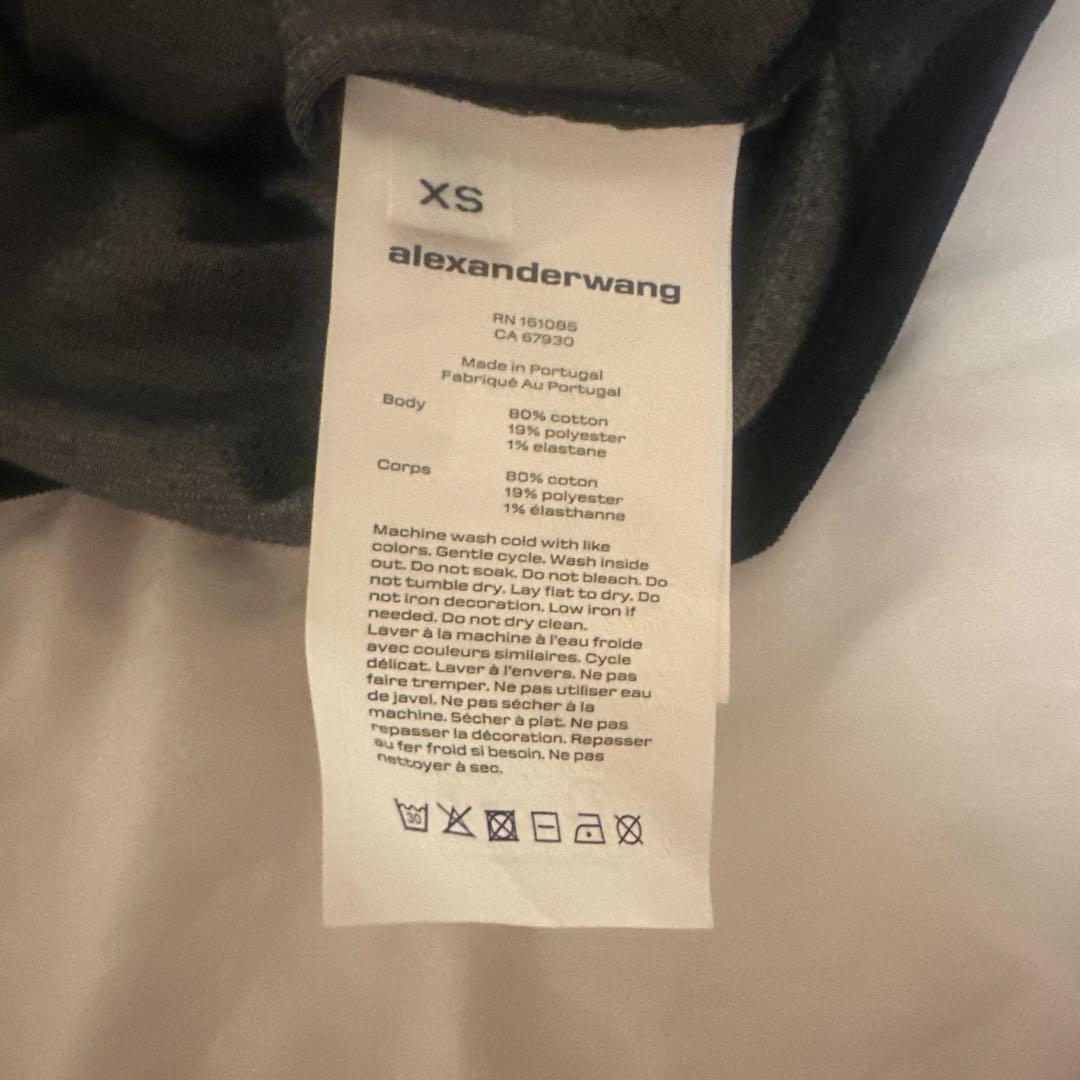 XS
alexanderwang
RN 161085
CA 67930
Made in Portugal
Fabriqué Au Portugal
Body
80% cotton
19% polyester
1% elastane
Corps
80% coton
19% polyester
1% élasthanne
Machine wash cold with like
colors. Gentle cycle. Wash inside
out. Do not soak. Do not bleach. Do
not tumble dry. Lay flat to dry. Do
not iron decoration. Low iron if
needed. Do not dry clean.
Laver à la machine à l'eau froide
avec couleurs similaires. Cycle
délicat. Laver à l'envers. Ne pas
faire tremper. Ne pas utiliser eau
de javel. Ne pas sécher à la
machine. Sécher à plat. Ne pas
repasser la décoration. Repasser
au fer froid si besoin. Ne pas
nettoyer à sec.
30